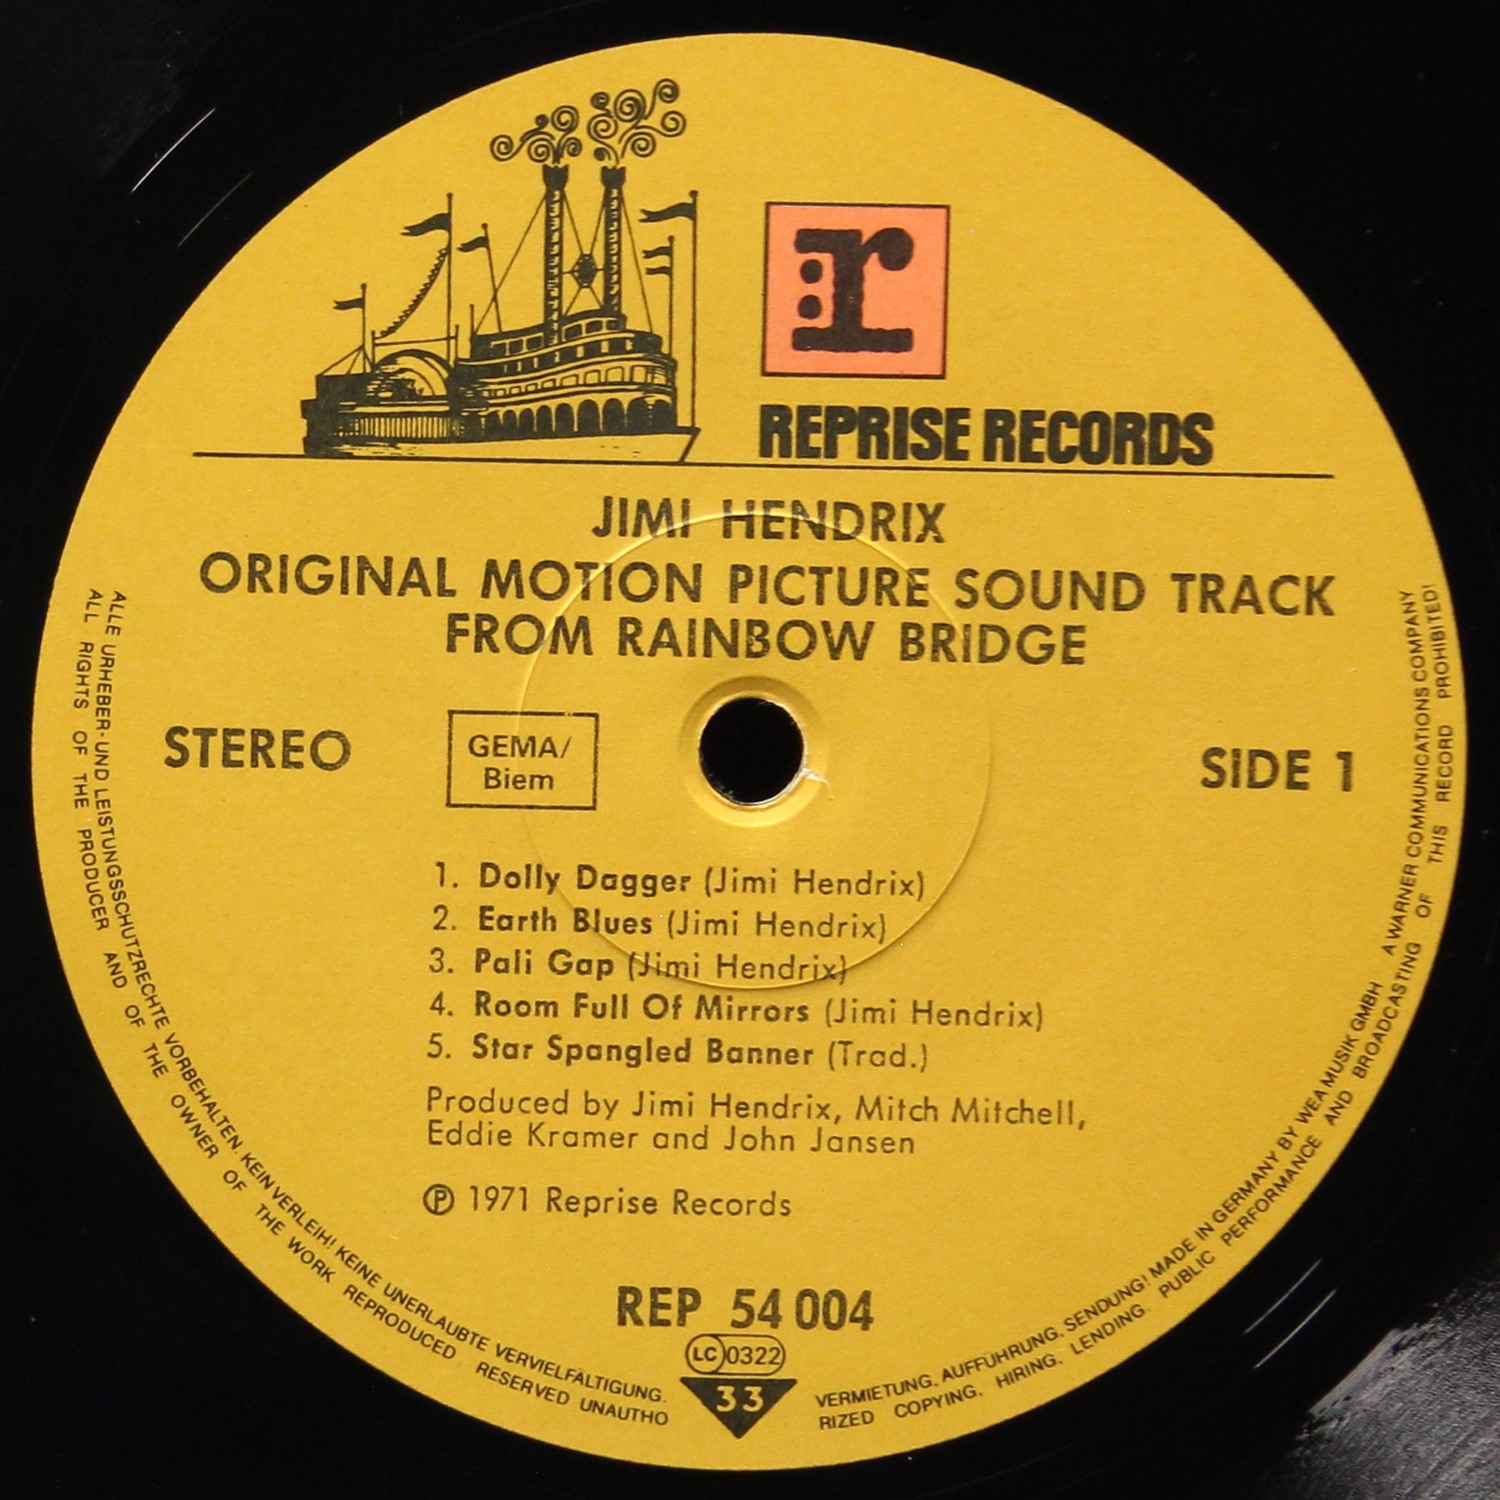 r:
REPRISE RECORDS
JIMI HENDRIX
ORIGINAL MOTION PICTURE SOUND TRACK
FROM RAINBOW BRIDGE
STEREO
GEMA/
Biem
SIDE 1
1. Dolly Dagger (Jimi Hendrix)
2. Earth Blues (Jimi Hendrix)
3. Pali Gap (Jimi Hendrix)
4. Room Full Of Mirrors (Jimi Hendrix)
5. Star Spangled Banner (Trad.)
Produced by Jimi Hendrix, Mitch Mitchell,
Eddie Kramer and John Jansen
Ⓟ 1971 Reprise Records
REP 54 004
LC 0322
33
ALLE URHEBER-UND LEISTUNGSSCHUTZRECHTE VORBEHALTEN. KEIN VERLEIH! KEINE UNERLAUBTE VERVIELFÄLTIGUNG. VERMIETUNG. AUFFÜHRUNG. SENDUNG! MADE IN GERMANY BY WEA MUSIK GMBH A WARNER COMMUNICATIONS COMPANY
ALL RIGHTS OF THE PRODUCER AND OF THE OWNER OF THE WORK REPRODUCED RESERVED UNAUTHO RIZED COPYING. HIRING. LENDING. PUBLIC PERFORMANCE AND BROADCASTING OF THIS RECORD PROHIBITED!